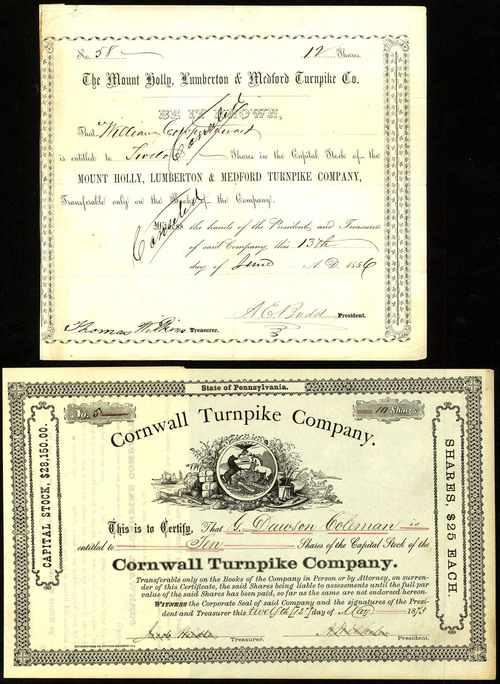 No. 58
12 Shares.
The Mount Holly, Lumberton & Medford Turnpike Co.
BE IT KNOWN,
That William
is entitled to Twelve Shares in the Capital Stock of the
MOUNT HOLLY, LUMBERTON & MEDFORD TURNPIKE COMPANY,
Transferable only on the Books of the Company.
Cancelled
Cancelled
Witness the hands of the President and Treasurer
of said Company this 13th
day of June A. D. 1856
A. E. Budd President.
Thomas Wilkins Treasurer.
State of Pennsylvania.
No. 5
10 Shares
Cornwall Turnpike Company.
CAPITAL STOCK, $28,150.00.
SHARES, $25 EACH.
This is to Certify, That G. Dawson Coleman is
entitled to Ten Shares of the Capital Stock of the
Cornwall Turnpike Company.
Transferable only on the Books of the Company in Person or by Attorney, on surren-
der of this Certificate, the said Shares being liable to assessments until the full par
value of the said Shares has been paid, so far as the same are not endorsed hereon.
WITNESS the Corporate Seal of said Company and the signatures of the Presi-
dent and Treasurer this twelfth (12th) day of May 1873
Treasurer.
President.